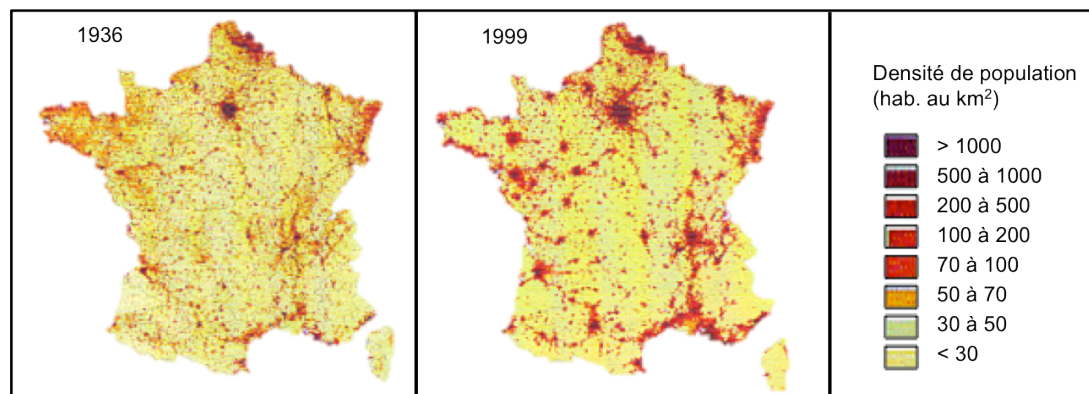 1936
1999
Densité de population
(hab. au km²)
> 1000
500 à 1000
200 à 500
100 à 200
70 à 100
50 à 70
30 à 50
< 30